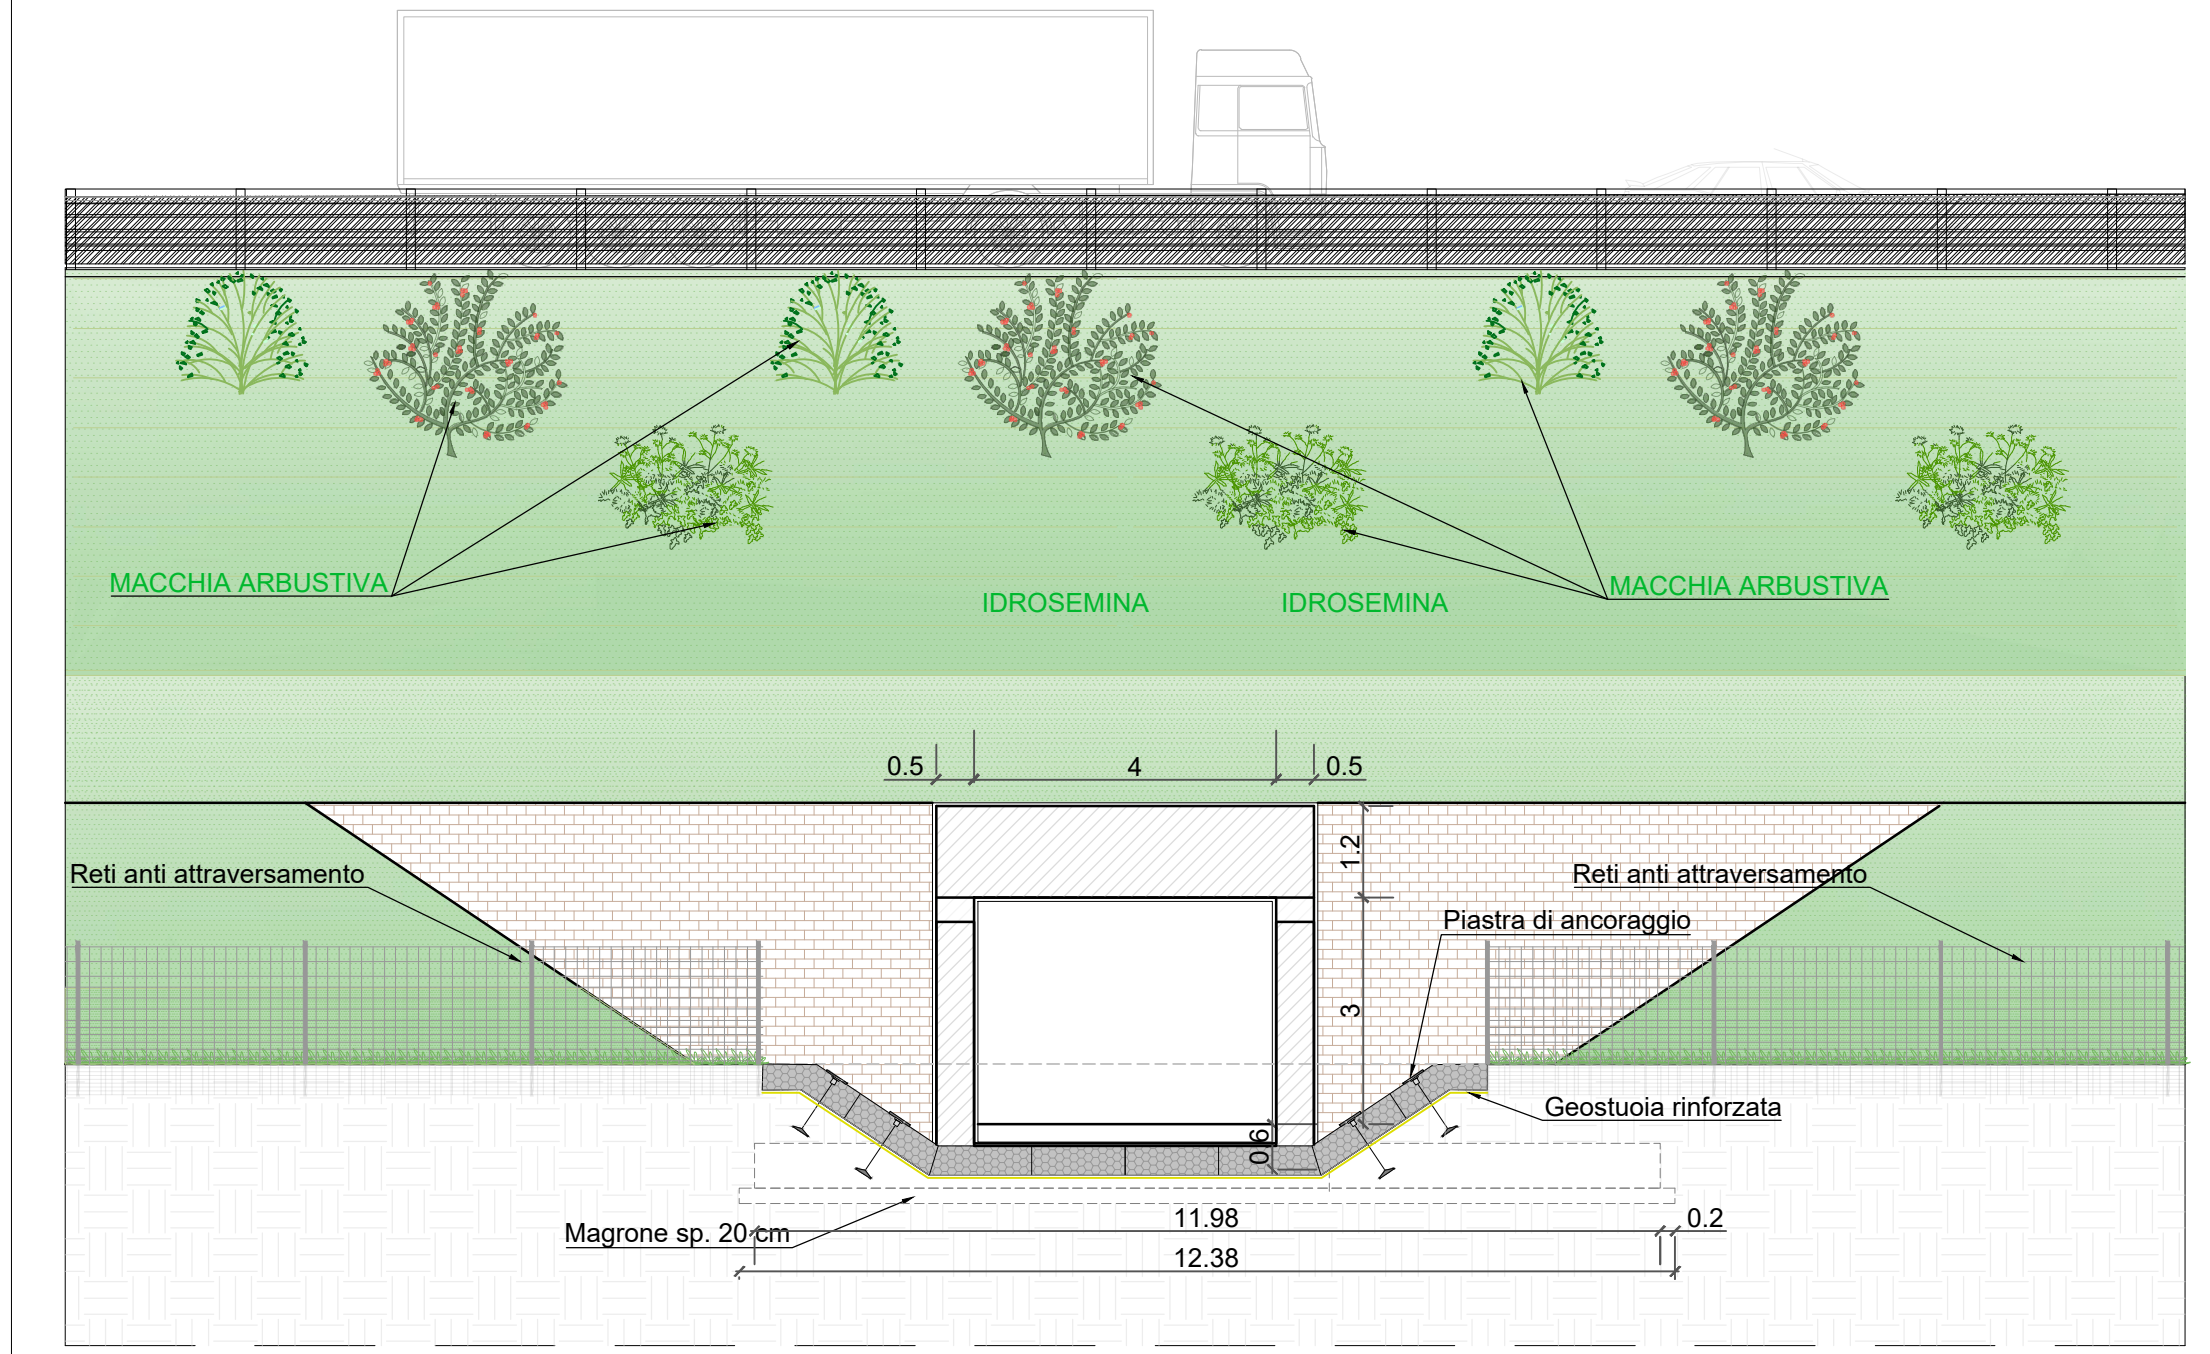 MACCHIA ARBUSTIVA
IDROSEMINA
IDROSEMINA
MACCHIA ARBUSTIVA
0.5
4
0.5
1.2
Reti anti attraversamento
Reti anti attraversamento
Piastra di ancoraggio
3
Geostuoia rinforzata
0.6
Magrone sp. 20 cm
11.98
0.2
12.38